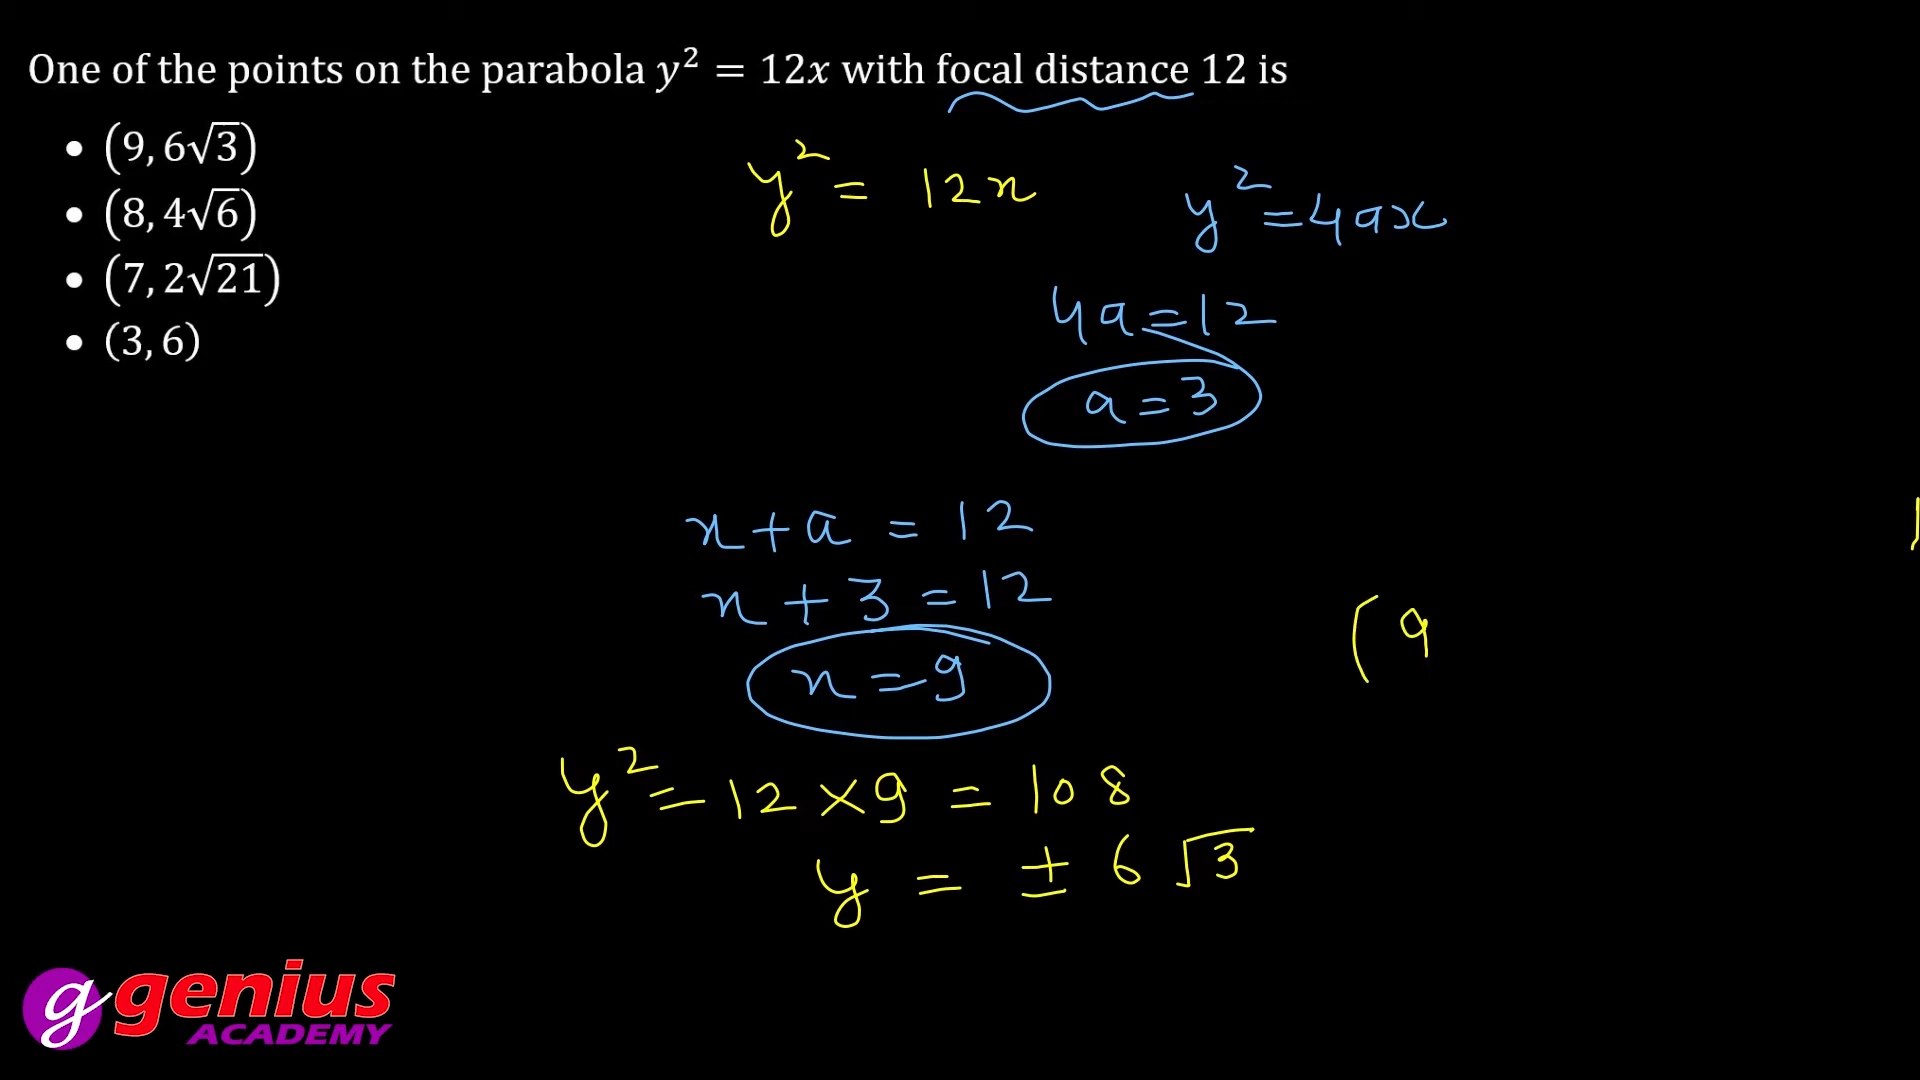 One of the points on the parabola y² = 12x with focal distance 12 is
• (9, 6√3)
• (8, 4√6)
• (7, 2√21)
• (3, 6)
y² = 12x
y² = 4ax
4a = 12
a = 3
x + a = 12
x + 3 = 12
x = 9
(9
y² = 12 × 9 = 108
y = ± 6√3
g genius
ACADEMY